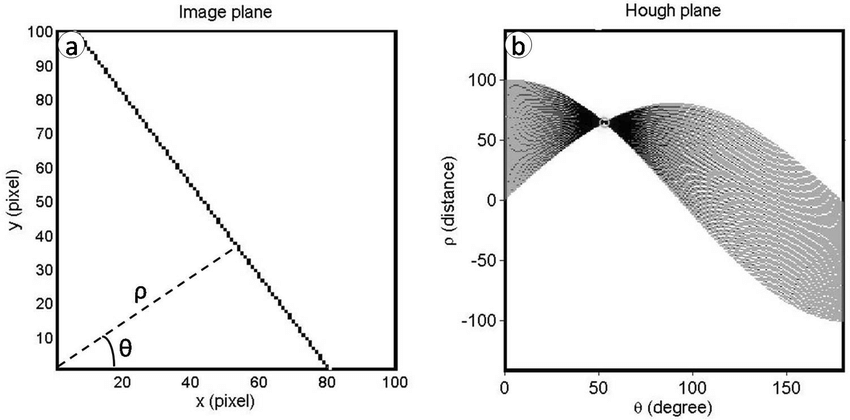 Image plane
a
100
90
80
70
60
50
40
30
20
10
y (pixel)
ρ
θ
20
40
60
80
100
x (pixel)
Hough plane
b
100
50
0
-50
-100
ρ (distance)
0
50
100
150
θ (degree)